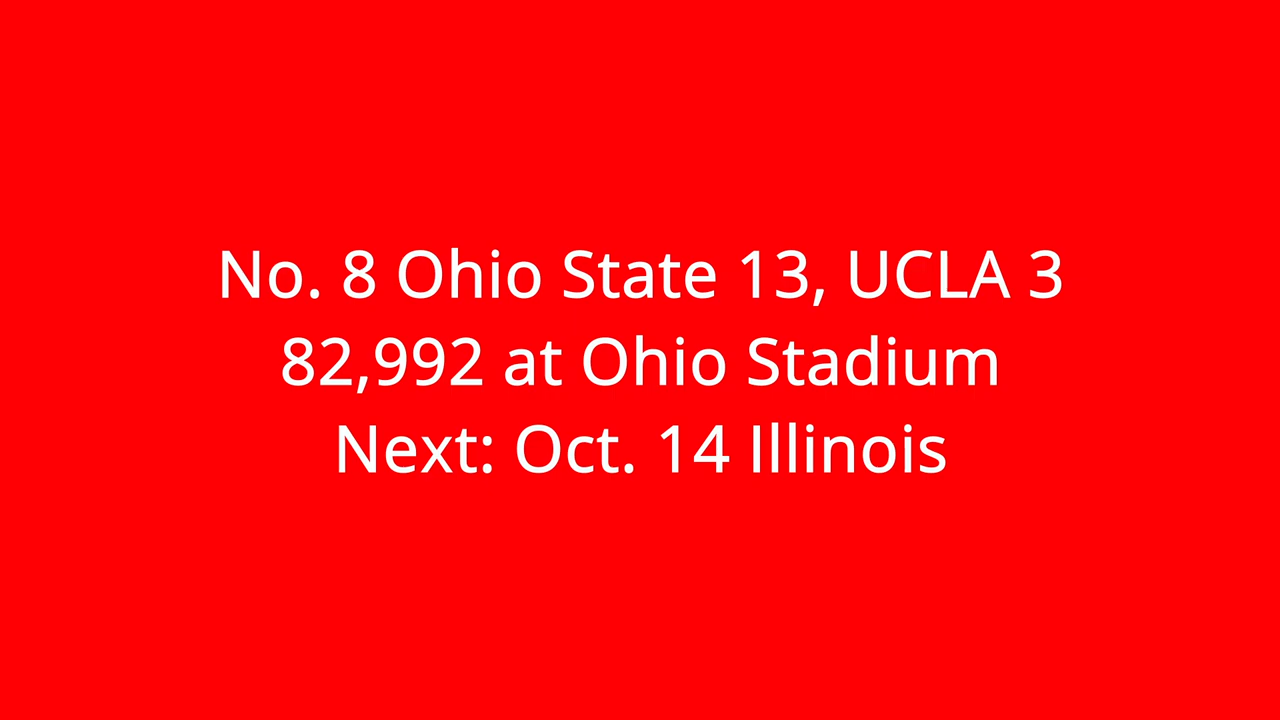 No. 8 Ohio State 13, UCLA 3
82,992 at Ohio Stadium
Next: Oct. 14 Illinois